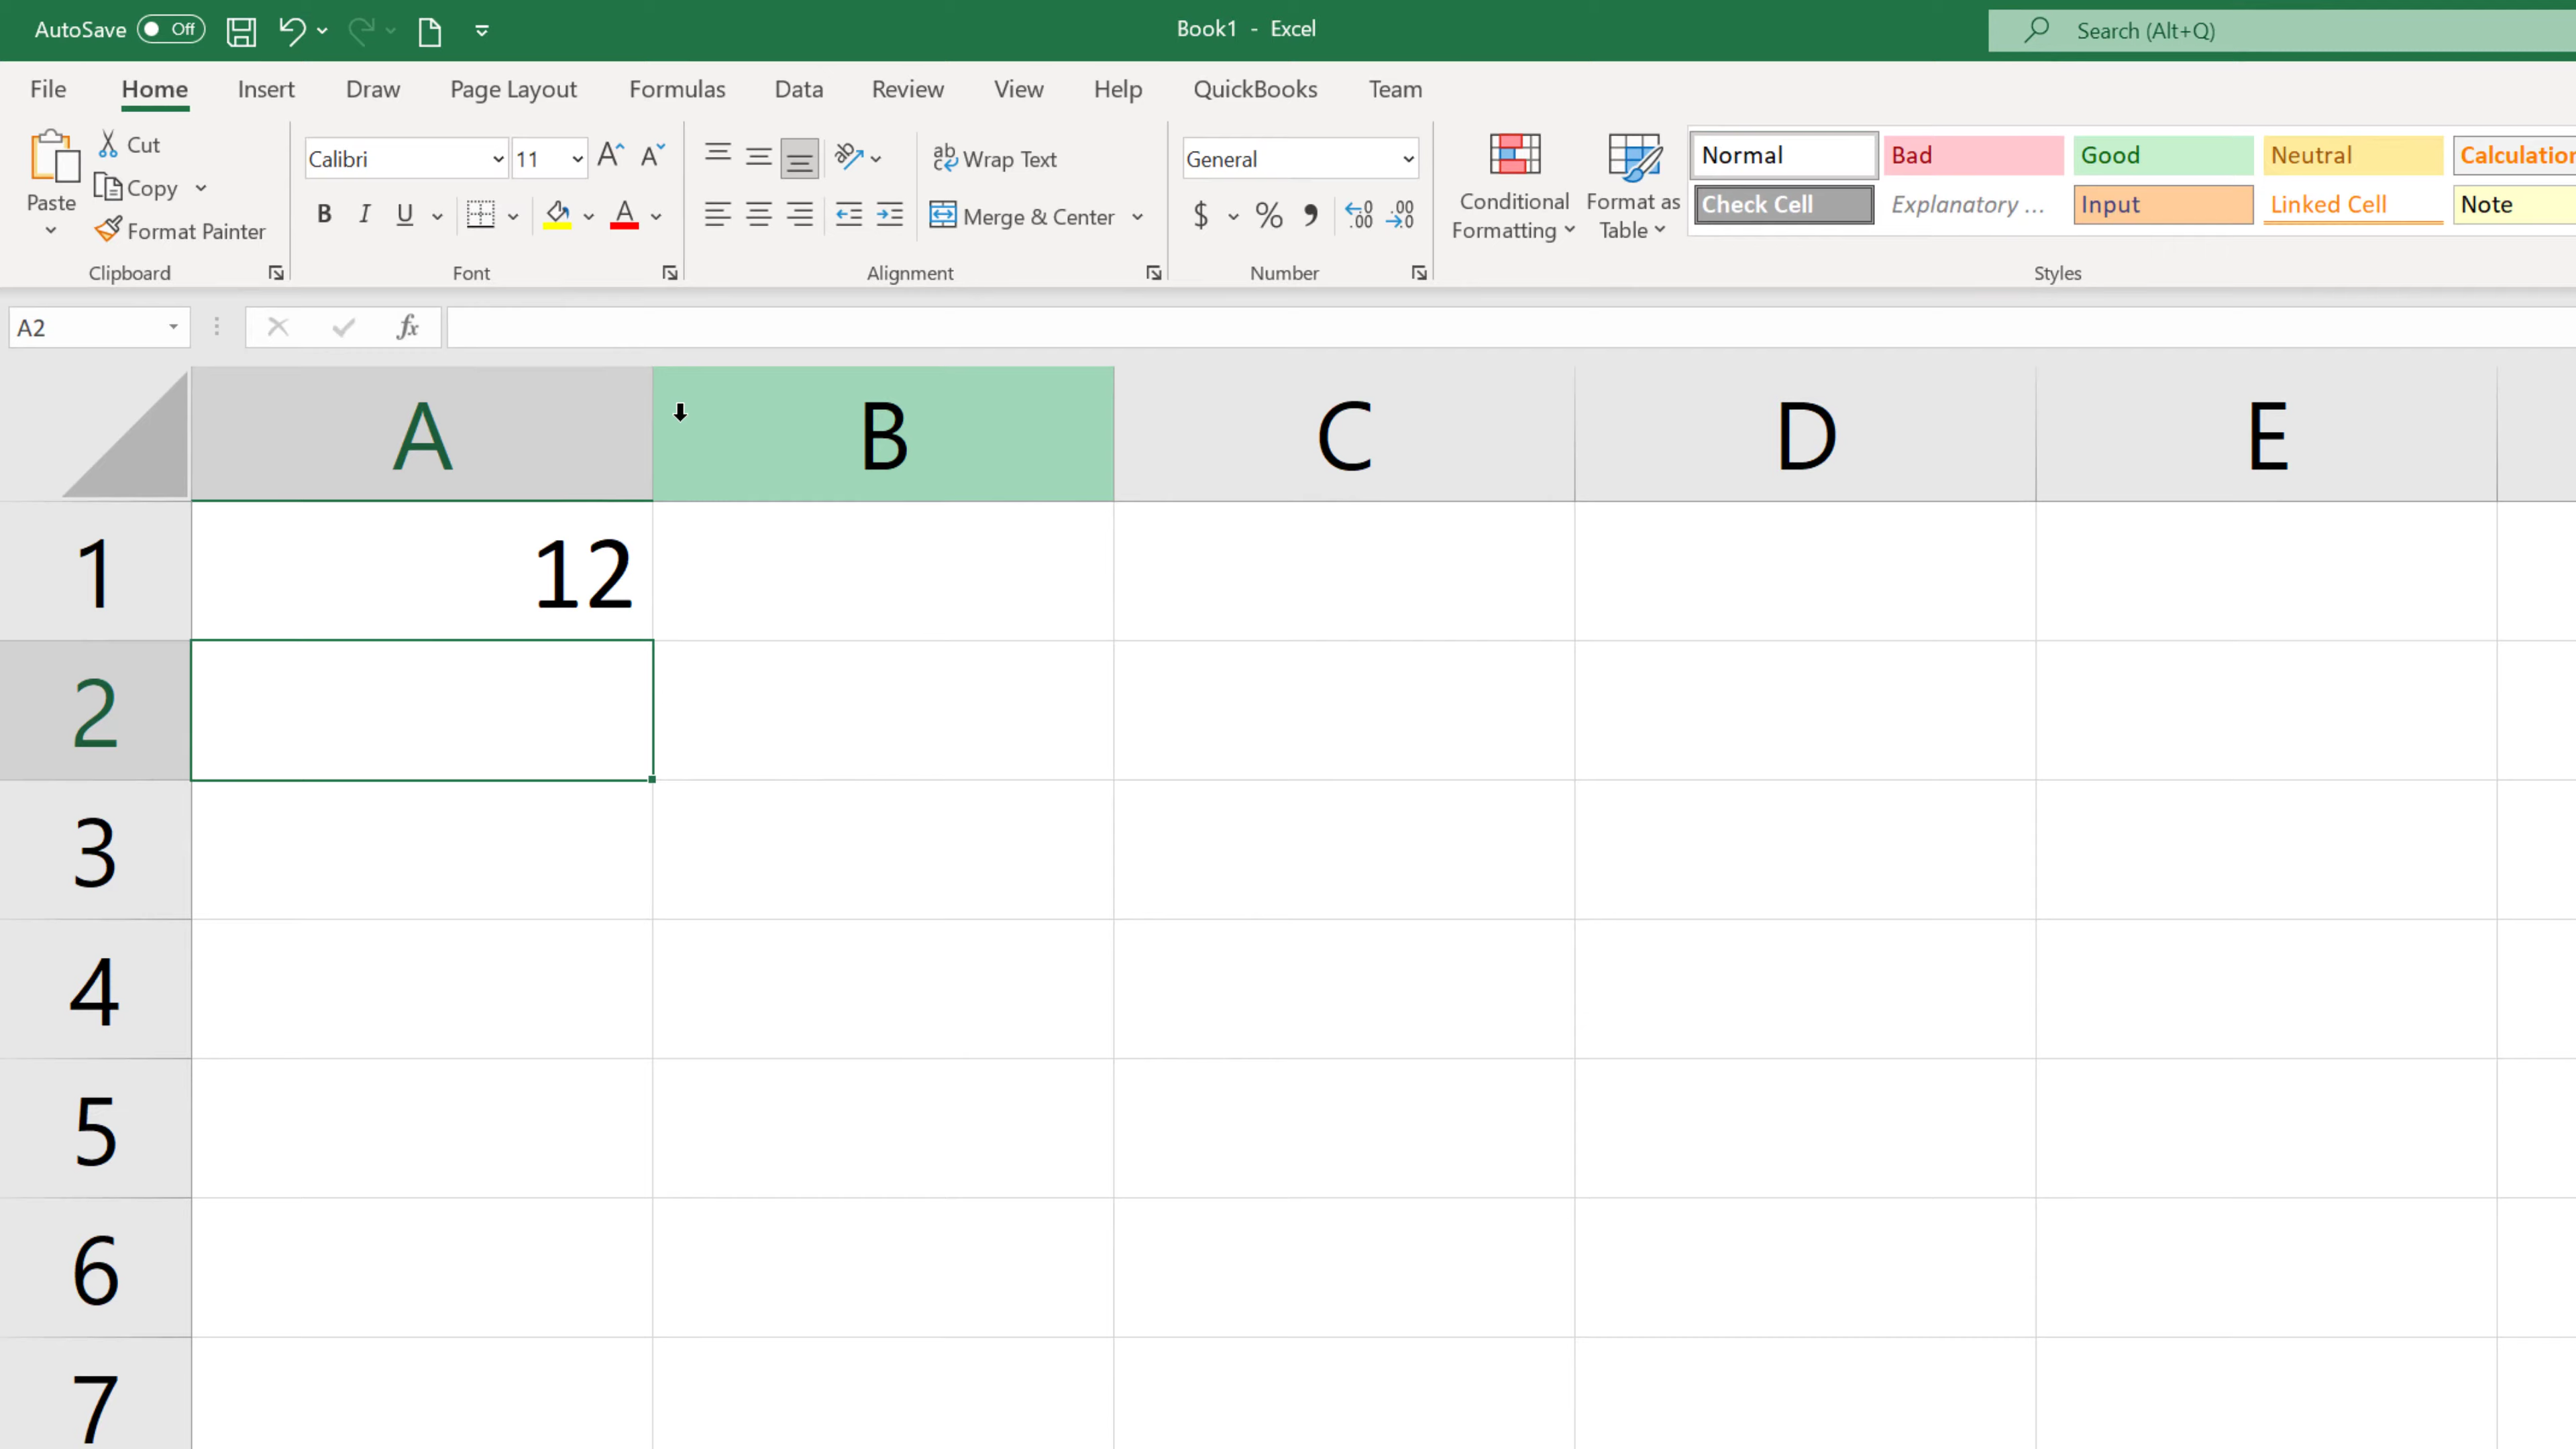 AutoSave Off Book1 - Excel Search (Alt+Q)
File Home Insert Draw Page Layout Formulas Data Review View Help QuickBooks Team
Paste Cut Copy Format Painter Clipboard
Calibri 11 B I U A Font
ab Wrap Text Merge & Center Alignment
General $ % , .00 Number
Conditional Formatting Format as Table
Normal Bad Good Neutral Calculation
Check Cell Explanatory ... Input Linked Cell Note
Styles
A2 fx
A B C D E
1 12
2
3
4
5
6
7